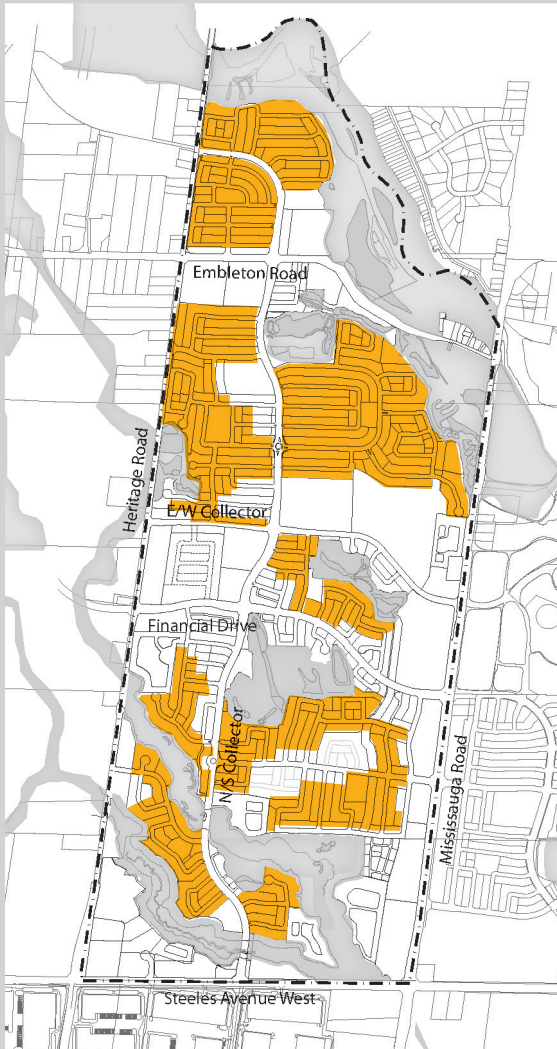 Embleton Road
Heritage Road
E/W Collector
Financial Drive
N/S Collector
Mississauga Road
Steeles Avenue West